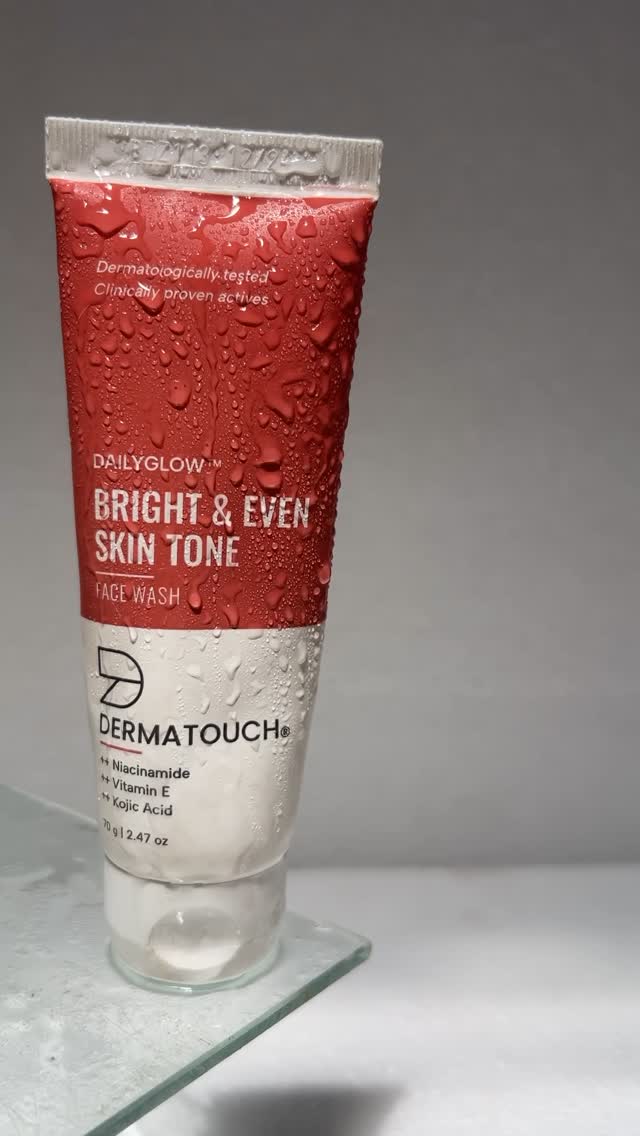 Dermatologically tested
Clinically proven actives
DAILYGLOW™
BRIGHT & EVEN
SKIN TONE
FACE WASH
DERMATOUCH®
++ Niacinamide
++ Vitamin E
++ Kojic Acid
70 g | 2.47 oz